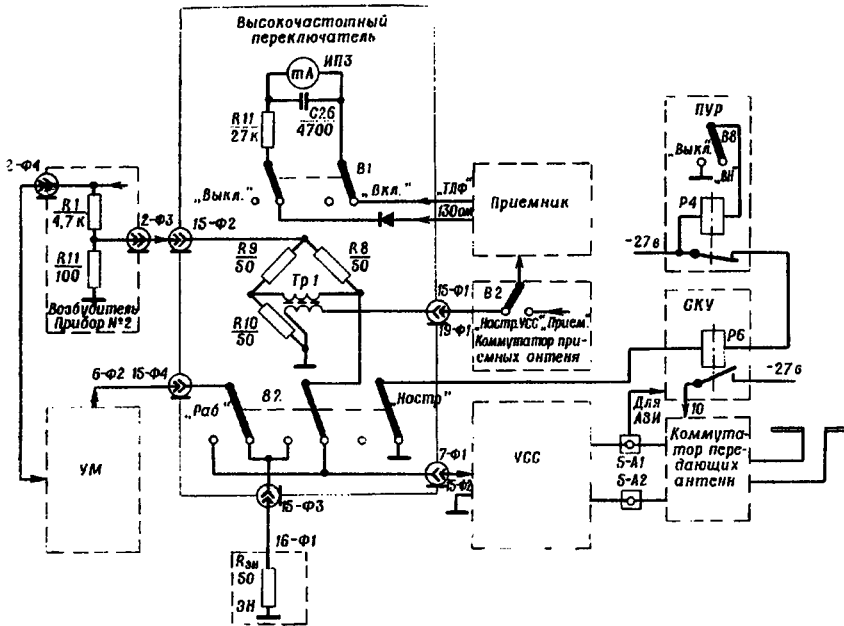 Высокочастотный
переключатель
ИП3
mA
С26
4700
R11
27к
В1
„Выкл.“
„Вкл.“
„ТЛФ“
130ом
Приемник
ПУР
В8
„Выкл.“
„ВН“
Р4
-27в
2-Ф4
R1
4,7к
R11
100
2-Ф3
15-Ф2
Возбудитель
Прибор №2
R9
50
R8
50
Тр1
R10
50
15-Ф1
19-Ф1
В2
„Настр.УСС“
„Прием.“
Коммутатор при-
емных антенн
СКУ
Р6
-27в
6-Ф2
15-Ф4
В2
„Раб“
„Настр“
УМ
7-Ф1
15-Ф2
УСС
Для
АЗИ
10
5-А1
5-А2
Коммута-
тор пере-
дающих
антенн
15-Ф3
16-Ф1
Rэн
50
ЭН